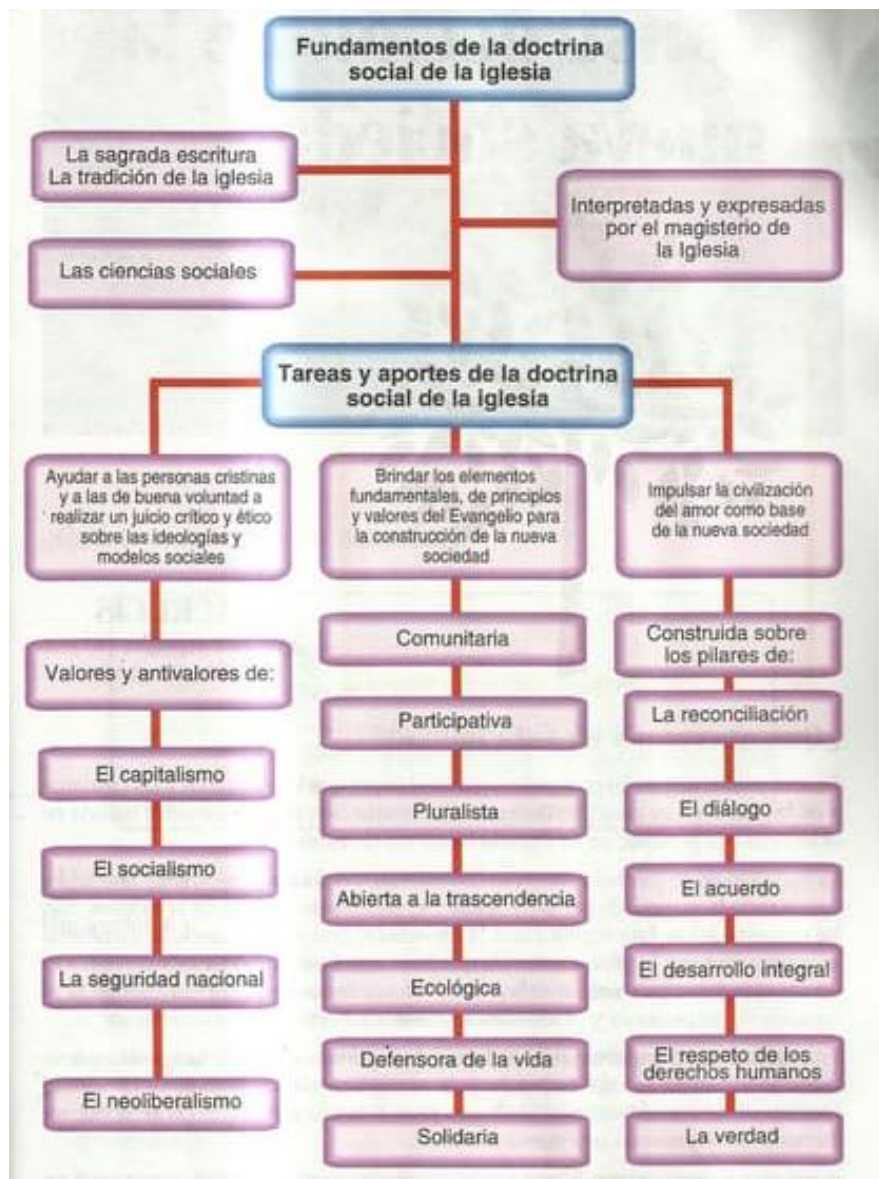 Fundamentos de la doctrina
social de la iglesia
La sagrada escritura
La tradición de la iglesia
Interpretadas y expresadas
por el magisterio de
la Iglesia
Las ciencias sociales
Tareas y aportes de la doctrina
social de la iglesia
Ayudar a las personas cristinas
y a las de buena voluntad a
realizar un juicio crítico y ético
sobre las ideologías y
modelos sociales
Valores y antivalores de:
El capitalismo
El socialismo
La seguridad nacional
El neoliberalismo
Brindar los elementos
fundamentales, de principios
y valores del Evangelio para
la construcción de la nueva
sociedad
Comunitaria
Participativa
Pluralista
Abierta a la trascendencia
Ecológica
Defensora de la vida
Solidaria
Impulsar la civilización
del amor como base
de la nueva sociedad
Construida sobre
los pilares de:
La reconciliación
El diálogo
El acuerdo
El desarrollo integral
El respeto de los
derechos humanos
La verdad